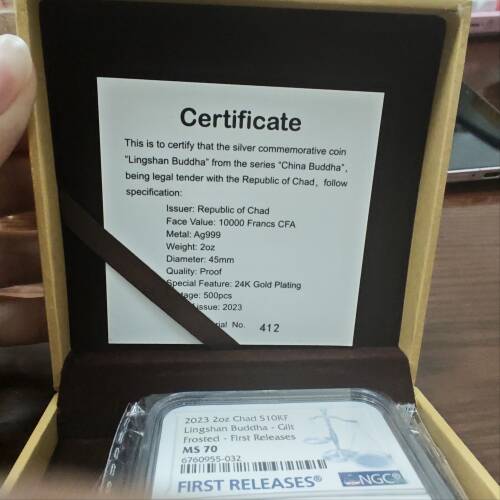 Certificate
This is to certify that the silver commemorative coin
"Lingshan Buddha" from the series "China Buddha",
being legal tender with the Republic of Chad, follow
specification:
Issuer: Republic of Chad
Face Value: 10000 Francs CFA
Metal: Ag999
Weight: 2oz
Diameter: 45mm
Quality: Proof
Special Feature: 24K Gold Plating
500pcs
2023
No. 412
2023 2oz Chad S10KF
Lingshan Buddha - Gilt
Frosted - First Releases
MS 70
6760955-032
FIRST RELEASES®
NGC